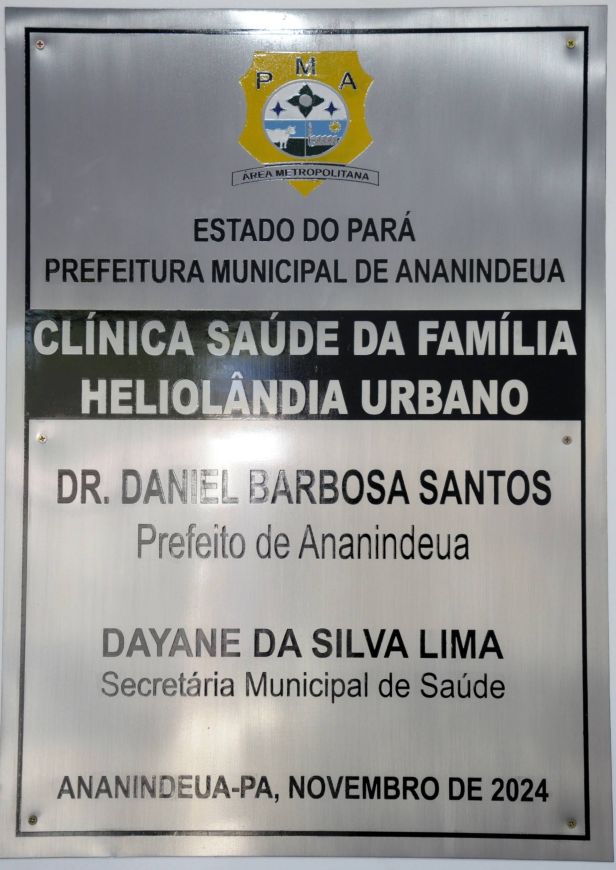 PMA
ÁREA METROPOLITANA
ESTADO DO PARÁ
PREFEITURA MUNICIPAL DE ANANINDEUA
CLÍNICA SAÚDE DA FAMÍLIA
HELIOLÂNDIA URBANO
DR. DANIEL BARBOSA SANTOS
Prefeito de Ananindeua
DAYANE DA SILVA LIMA
Secretária Municipal de Saúde
ANANINDEUA-PA, NOVEMBRO DE 2024